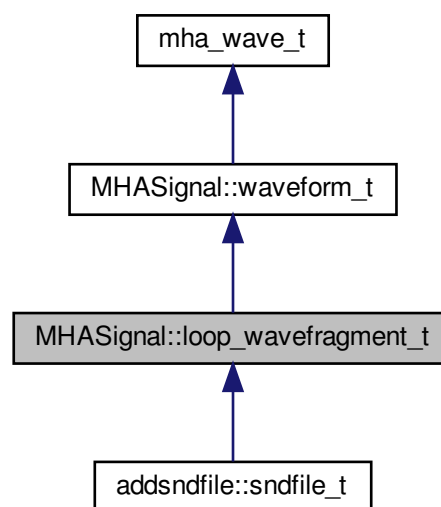 mha_wave_t
MHASignal::waveform_t
MHASignal::loop_wavefragment_t
addsndfile::sndfile_t